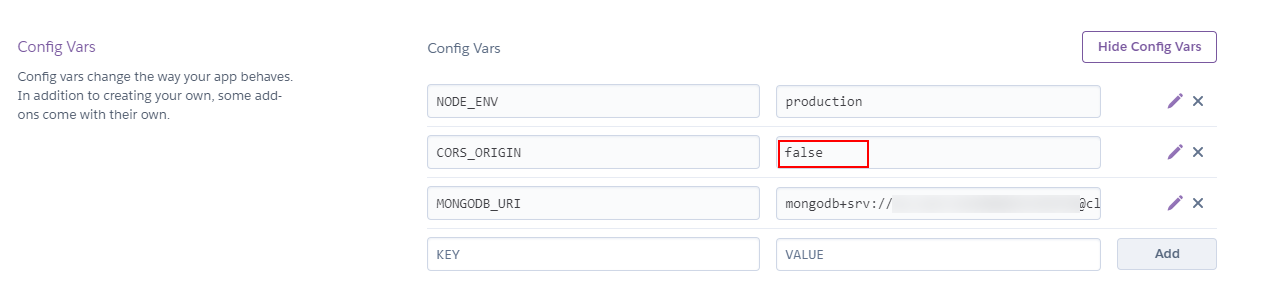 Config Vars
Config vars change the way your app behaves.
In addition to creating your own, some add-
ons come with their own.
Config Vars
Hide Config Vars
NODE_ENV
production
CORS_ORIGIN
false
MONGODB_URI
mongodb+srv:// @cl
KEY
VALUE
Add